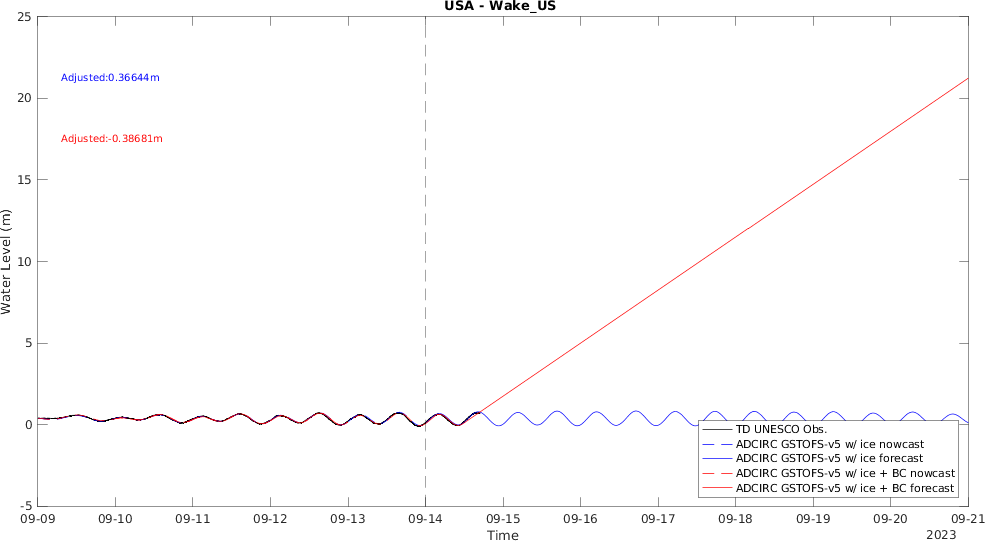 USA - Wake_US
25
20
15
10
5
0
-5
Water Level (m)
Adjusted:0.36644m
Adjusted:-0.38681m
TD UNESCO Obs.
ADCIRC GSTOFS-v5 w/ ice nowcast
ADCIRC GSTOFS-v5 w/ ice forecast
ADCIRC GSTOFS-v5 w/ ice + BC nowcast
ADCIRC GSTOFS-v5 w/ ice + BC forecast
09-09 09-10 09-11 09-12 09-13 09-14 09-15 09-16 09-17 09-18 09-19 09-20 09-21
Time
2023